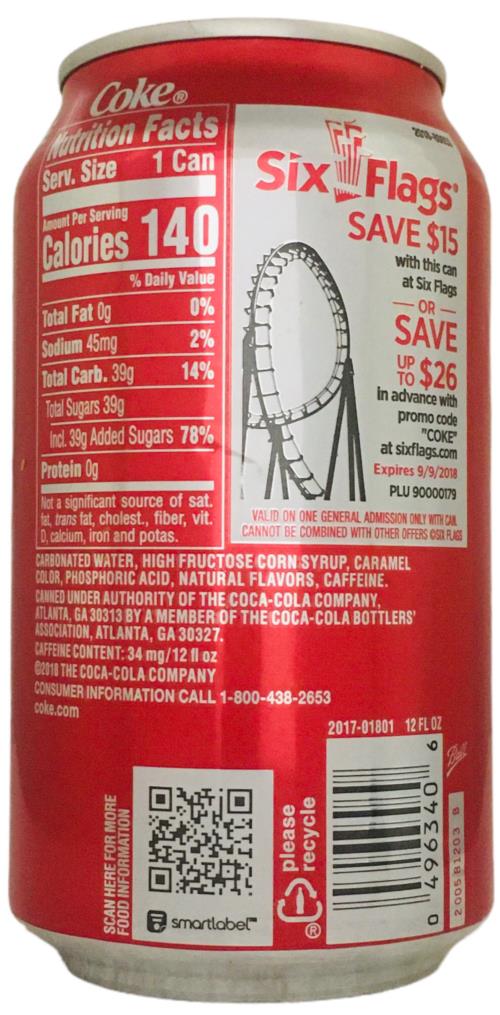 Coke®
Nutrition Facts
Serv. Size 1 Can
Amount Per Serving
Calories 140
% Daily Value
Total Fat 0g 0%
Sodium 45mg 2%
Total Carb. 39g 14%
Total Sugars 39g
Incl. 39g Added Sugars 78%
Protein 0g
Not a significant source of sat.
fat, trans fat, cholest., fiber, vit.
D, calcium, iron and potas.
Six Flags®
SAVE $15
with this can
at Six Flags
OR
SAVE
UP TO $26
in advance with
promo code
"COKE"
at sixflags.com
Expires 9/9/2018
PLU 90000179
VALID ON ONE GENERAL ADMISSION ONLY WITH CAN.
CANNOT BE COMBINED WITH OTHER OFFERS ©SIX FLAGS
CARBONATED WATER, HIGH FRUCTOSE CORN SYRUP, CARAMEL
COLOR, PHOSPHORIC ACID, NATURAL FLAVORS, CAFFEINE.
CANNED UNDER AUTHORITY OF THE COCA-COLA COMPANY,
ATLANTA, GA 30313 BY A MEMBER OF THE COCA-COLA BOTTLERS'
ASSOCIATION, ATLANTA, GA 30327.
CAFFEINE CONTENT: 34 mg/12 fl oz
©2018 THE COCA-COLA COMPANY
CONSUMER INFORMATION CALL 1-800-438-2653
coke.com
2017-01801 12 FL OZ
SCAN HERE FOR MORE
FOOD INFORMATION
smartlabel™
please
recycle
®
0 496340 6
Ball
2005B1203 B